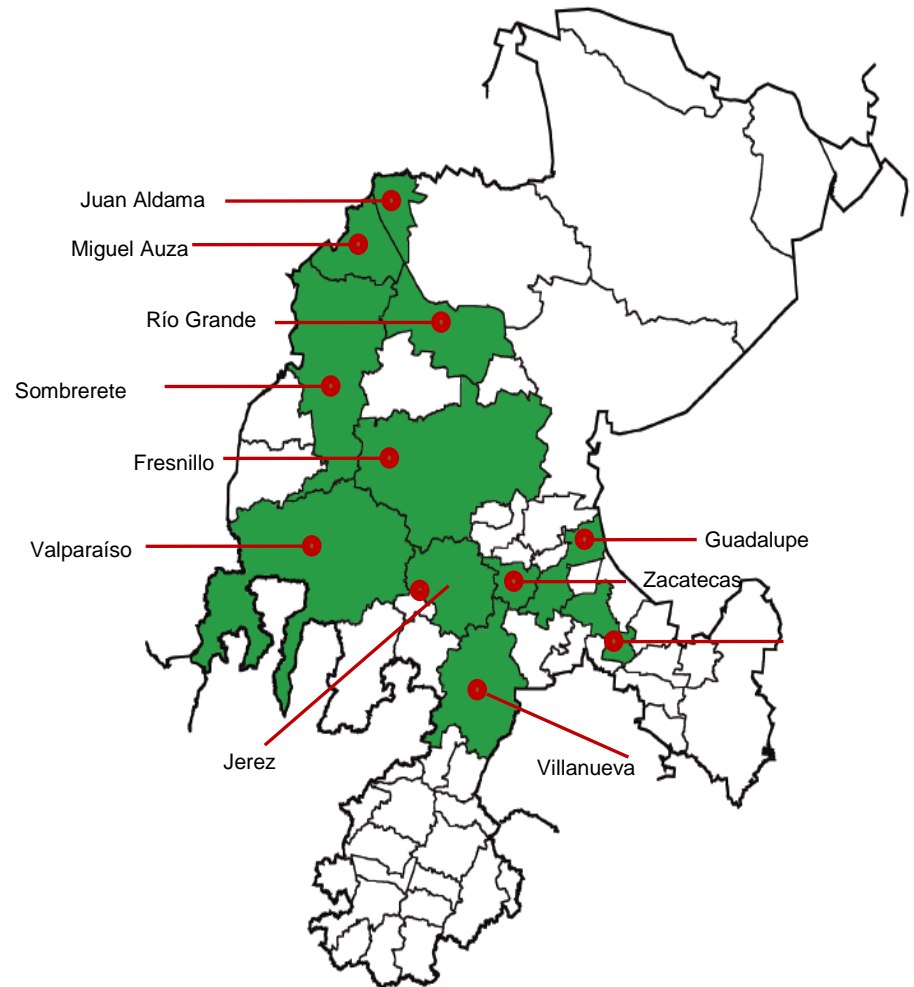 Juan Aldama
Miguel Auza
Río Grande
Sombrerete
Fresnillo
Valparaíso
Guadalupe
Zacatecas
Jerez
Villanueva